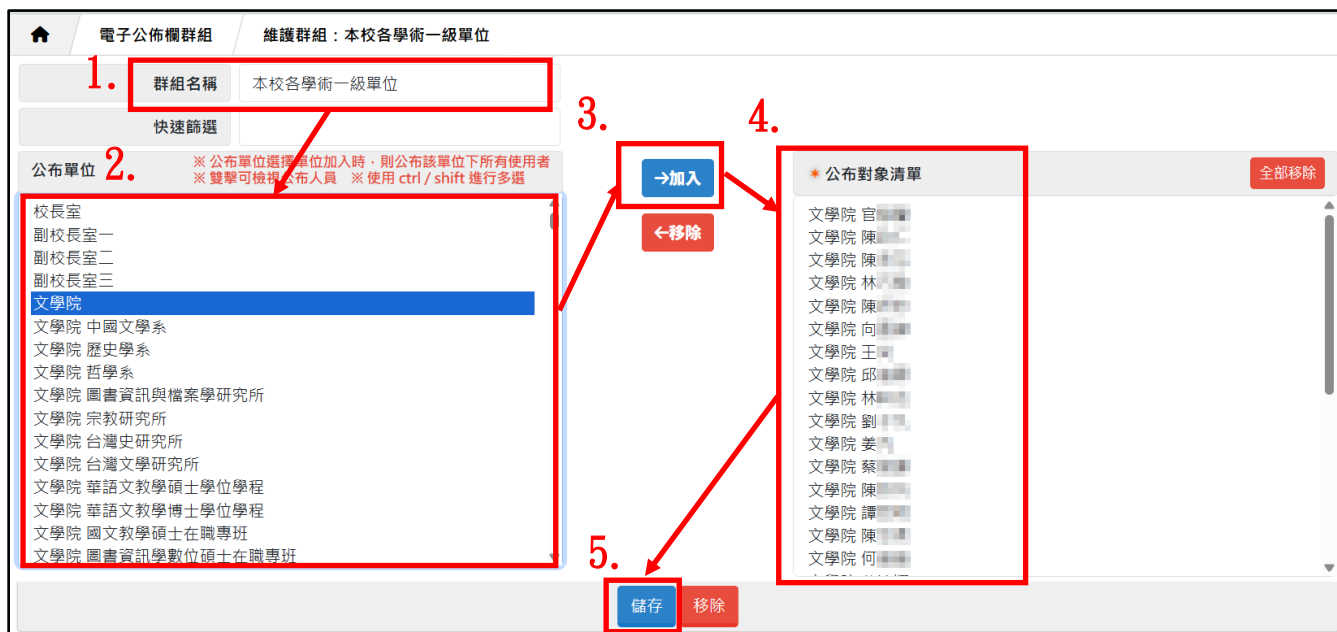 電子公佈欄群組 維護群組：本校各學術一級單位
1.
群組名稱 本校各學術一級單位
快速篩選
2.
公布單位
※ 公布單位選擇單位加入時，則公布該單位下所有使用者
※ 雙擊可檢視公布人員 ※ 使用 ctrl / shift 進行多選
校長室
副校長室一
副校長室二
副校長室三
文學院
文學院 中國文學系
文學院 歷史學系
文學院 哲學系
文學院 圖書資訊與檔案學研究所
文學院 宗教研究所
文學院 台灣史研究所
文學院 台灣文學研究所
文學院 華語文教學碩士學位學程
文學院 華語文教學博士學位學程
文學院 國文教學碩士在職專班
文學院 圖書資訊學數位碩士在職專班
3.
→加入
←移除
4.
✶ 公布對象清單 全部移除
文學院 官
文學院 陳
文學院 陳
文學院 林
文學院 陳
文學院 向
文學院 王
文學院 邱
文學院 林
文學院 劉
文學院 姜
文學院 蔡
文學院 陳
文學院 譚
文學院 陳
文學院 何
5.
儲存 移除